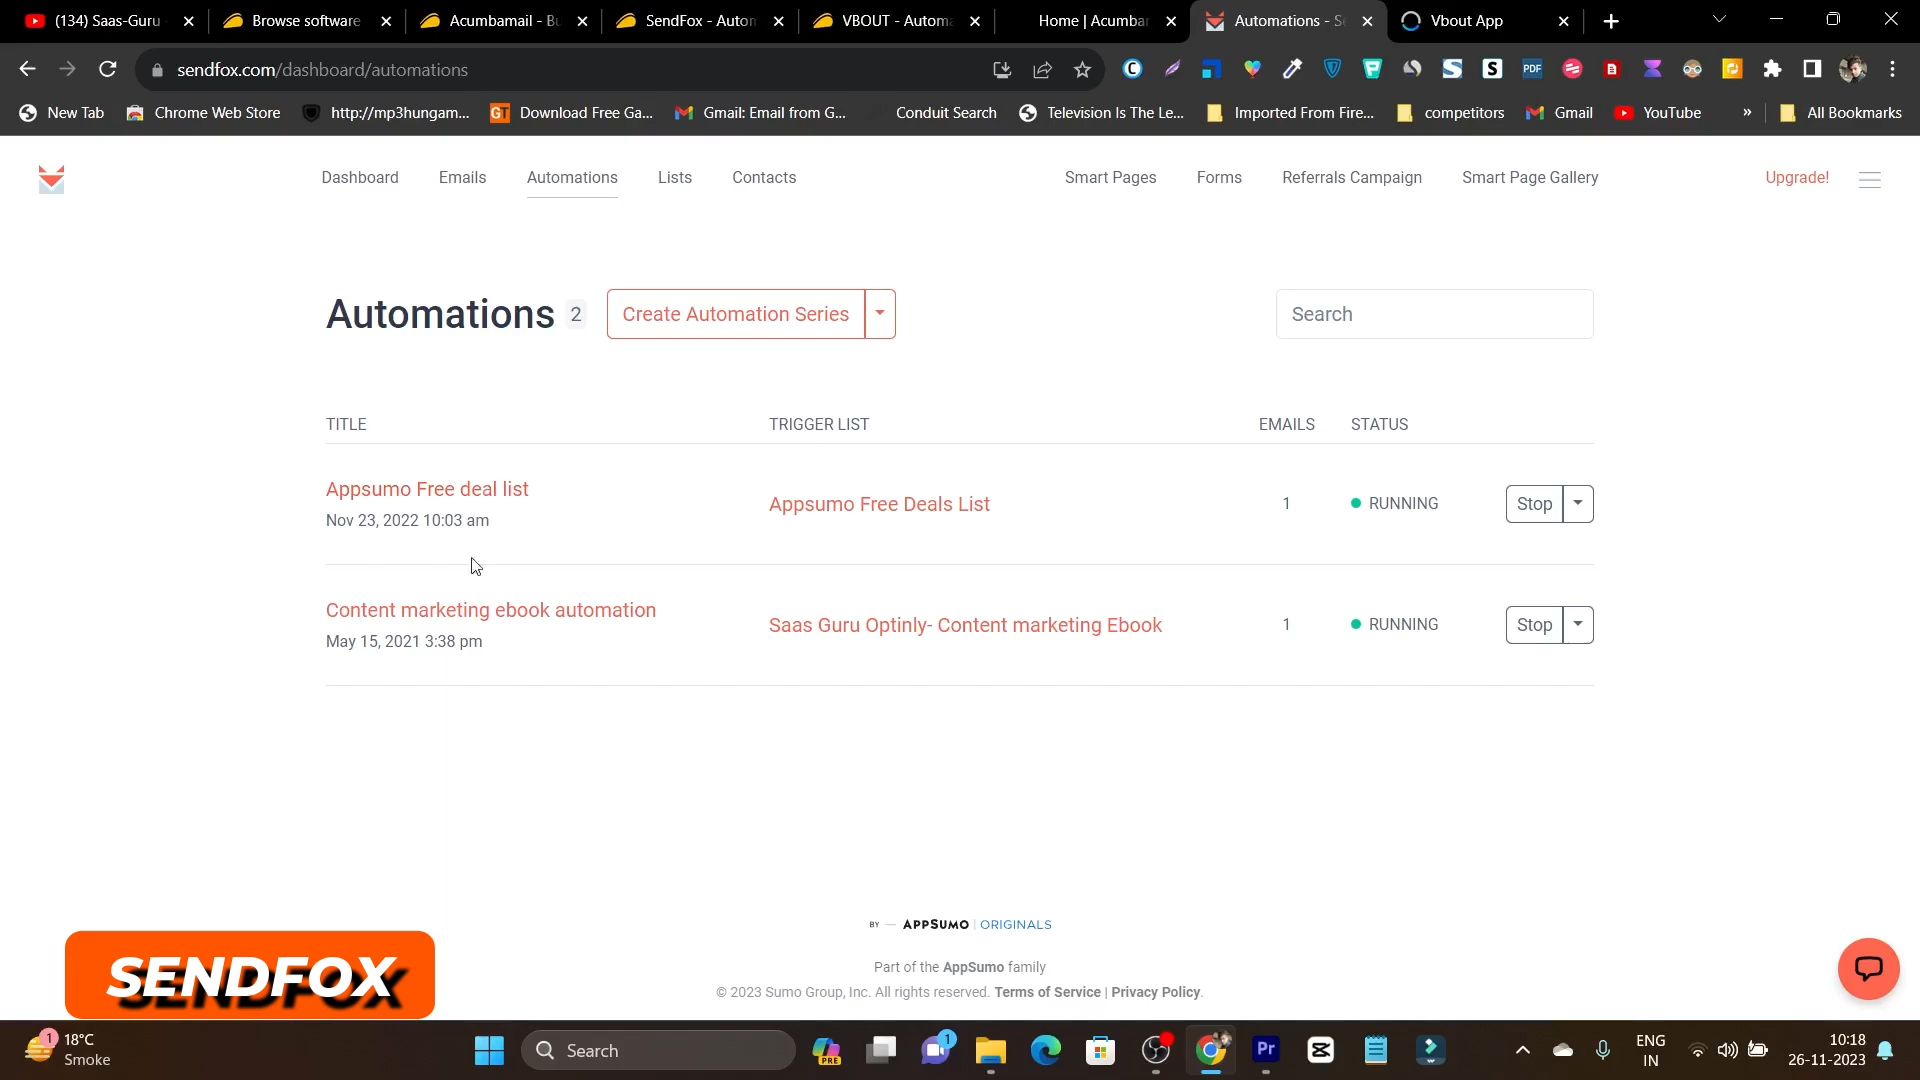 (134) Saas-Guru
Browse software
Acumbamail - Bu
SendFox - Autom
VBOUT - Automa
Home | Acumbar
Automations - Se
Vbout App
sendfox.com/dashboard/automations
New Tab
Chrome Web Store
http://mp3hungam...
Download Free Ga...
Gmail: Email from G...
Conduit Search
Television Is The Le...
Imported From Fire...
competitors
Gmail
YouTube
»
All Bookmarks
Dashboard
Emails
Automations
Lists
Contacts
Smart Pages
Forms
Referrals Campaign
Smart Page Gallery
Upgrade!
Automations 2
Create Automation Series
Search
TITLE
TRIGGER LIST
EMAILS
STATUS
Appsumo Free deal list
Nov 23, 2022 10:03 am
Appsumo Free Deals List
1
RUNNING
Stop
Content marketing ebook automation
May 15, 2021 3:38 pm
Saas Guru Optinly- Content marketing Ebook
1
RUNNING
Stop
BY — APPSUMO | ORIGINALS
Part of the AppSumo family
© 2023 Sumo Group, Inc. All rights reserved. Terms of Service | Privacy Policy.
SENDFOX
1
18°C
Smoke
Search
PRE
1
Pr
ENG
IN
10:18
26-11-2023